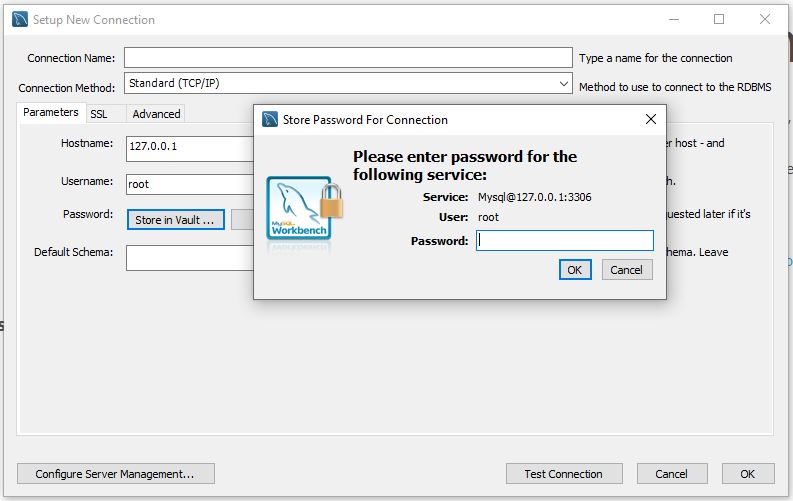 Setup New Connection
Connection Name:
Type a name for the connection
Connection Method:
Standard (TCP/IP)
Method to use to connect to the RDBMS
Parameters
SSL
Advanced
Store Password For Connection
Hostname:
127.0.0.1
host - and
Please enter password for the
following service:
Username:
root
Service:
Mysql@127.0.0.1:3306
User:
root
Password:
Store in Vault ...
later if it's
Password:
MySQL
Workbench
Default Schema:
Leave
OK
Cancel
Configure Server Management...
Test Connection
Cancel
OK